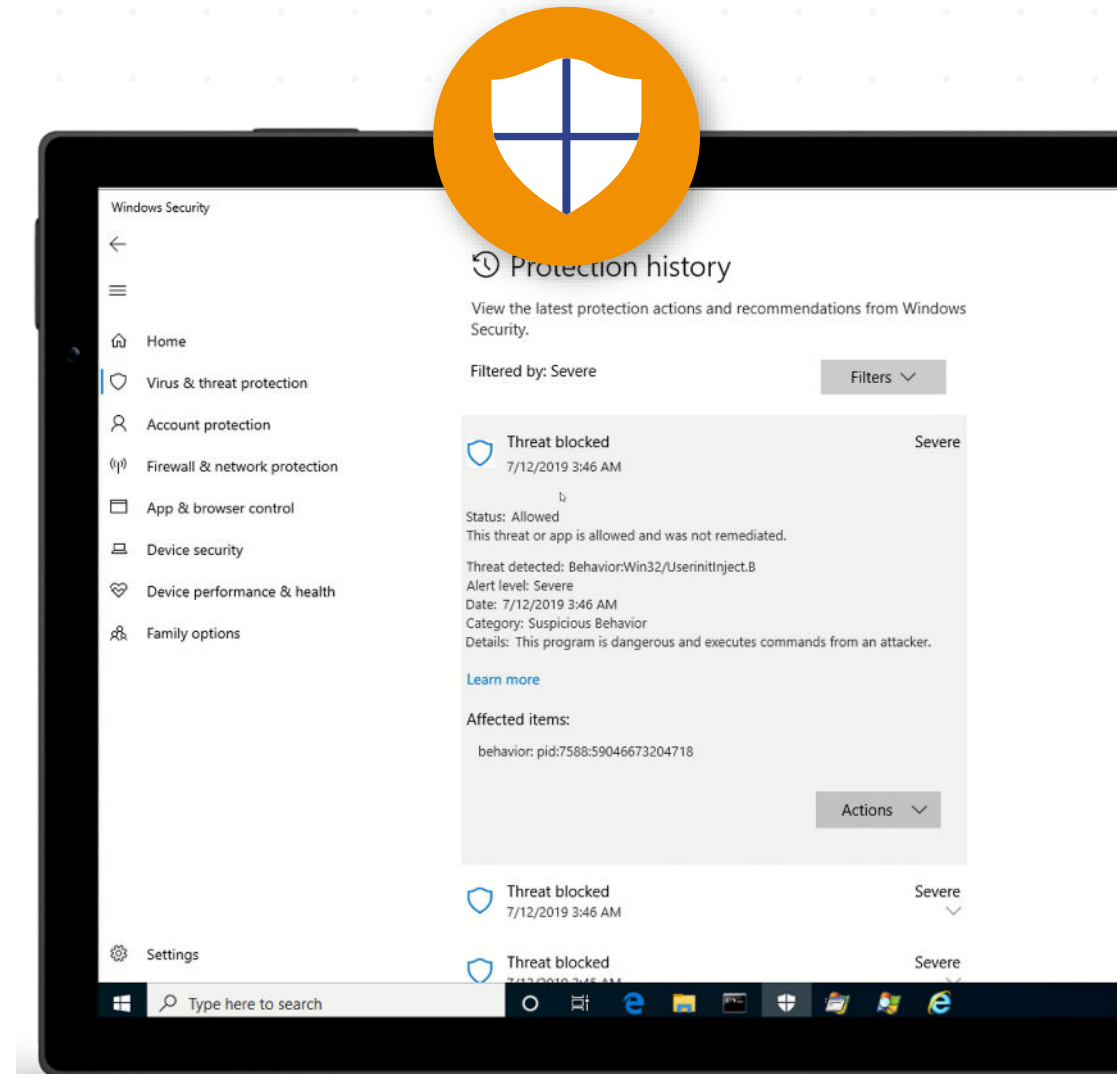 Windows Security
Home
Virus & threat protection
Account protection
Firewall & network protection
App & browser control
Device security
Device performance & health
Family options
Settings
Protection history
View the latest protection actions and recommendations from Windows
Security.
Filtered by: Severe
Filters
Threat blocked
Severe
7/12/2019 3:46 AM
Status: Allowed
This threat or app is allowed and was not remediated.
Threat detected: Behavior:Win32/UserinitInject.B
Alert level: Severe
Date: 7/12/2019 3:46 AM
Category: Suspicious Behavior
Details: This program is dangerous and executes commands from an attacker.
Learn more
Affected items:
behavior: pid:7588:59046673204718
Actions
Threat blocked
Severe
7/12/2019 3:46 AM
Threat blocked
Severe
Type here to search